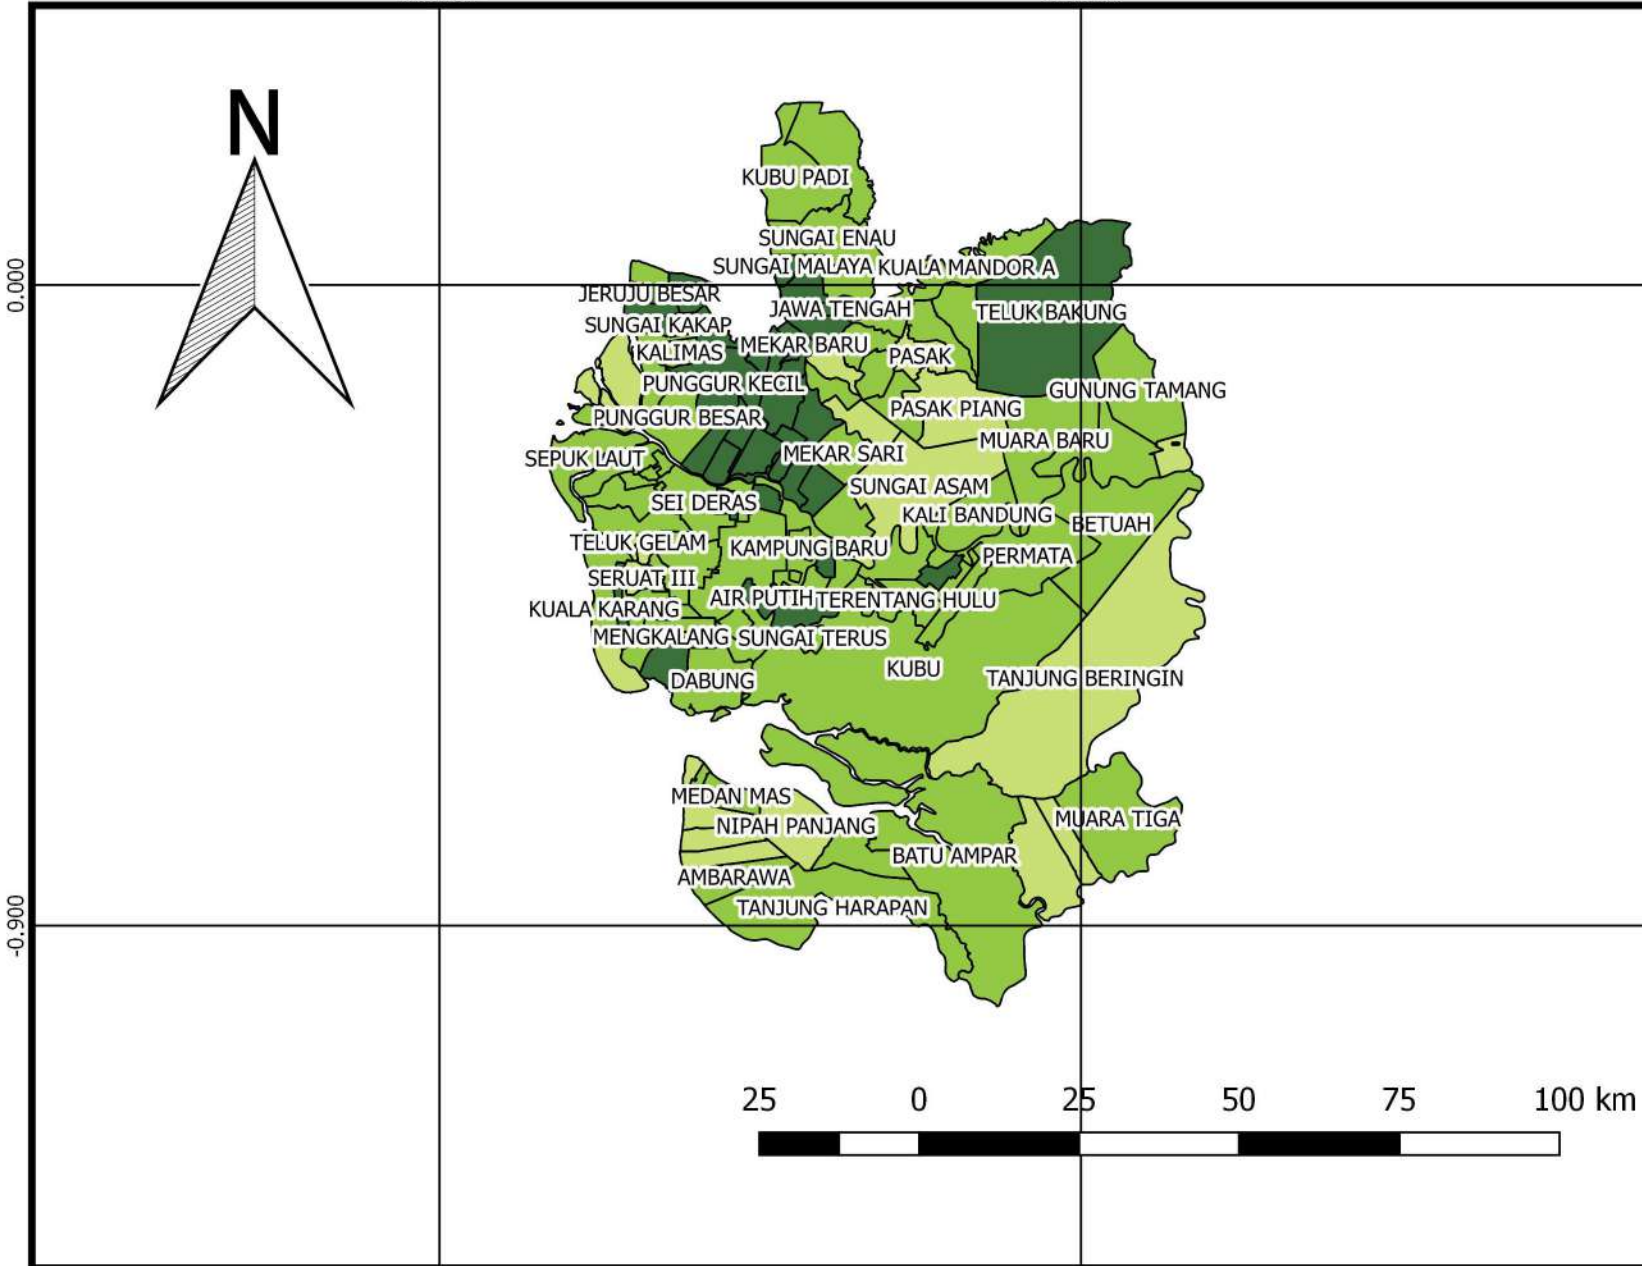 N
KUBU PADI
SUNGAI ENAU
SUNGAI MALAYA
KUALA MANDOR A
0.000
JERUJU BESAR
JAWA TENGAH
TELUK BAKUNG
SUNGAI KAKAP
MEKAR BARU
KALIMAS
PASAK
PUNGGUR KECIL
GUNUNG TAMANG
PUNGGUR BESAR
PASAK PIANG
MUARA BARU
SEPUK LAUT
MEKAR SARI
SUNGAI ASAM
SEI DERAS
KALI BANDUNG
BETUAH
TELUK GELAM
KAMPUNG BARU
PERMATA
SERUAT III
AIR PUTIH
TERENTANG HULU
KUALA KARANG
MENGKALANG
SUNGAI TERUS
KUBU
DABUNG
TANJUNG BERINGIN
MEDAN MAS
NIPAH PANJANG
MUARA TIGA
BATU AMPAR
AMBARAWA
TANJUNG HARAPAN
-0.900
25 0 25 50 75 100 km